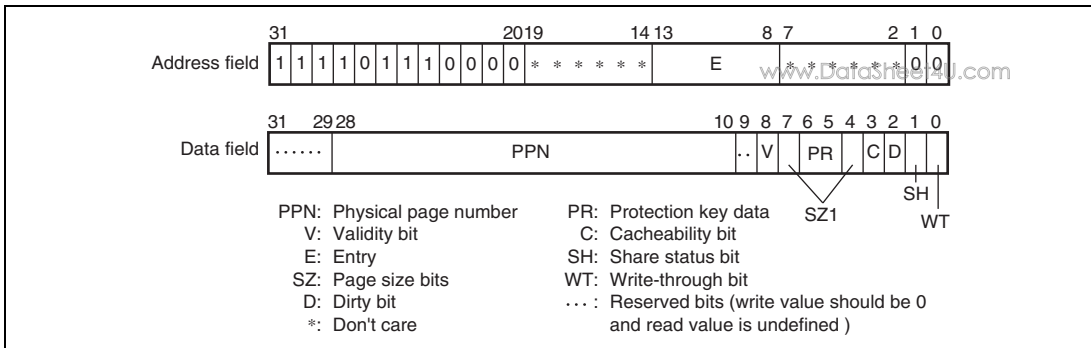 31 2019 14 13 8 7 2 1 0
Address field 1 1 1 1 0 1 1 1 0 0 0 0 * * * * * * E * * * * * * 0 0
www.DataSheet4U.com
31 29 28 10 9 8 7 6 5 4 3 2 1 0
Data field ······ PPN ·· V PR C D
SZ1 SH WT
PPN: Physical page number PR: Protection key data
V: Validity bit C: Cacheability bit
E: Entry SH: Share status bit
SZ: Page size bits WT: Write-through bit
D: Dirty bit ··· : Reserved bits (write value should be 0
*: Don't care and read value is undefined )